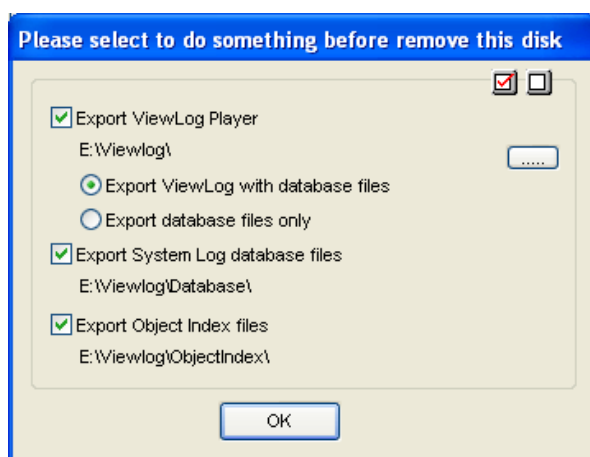 Please select to do something before remove this disk
Export ViewLog Player
E:\Viewlog\
.....
Export ViewLog with database files
Export database files only
Export System Log database files
E:\Viewlog\Database\
Export Object Index files
E:\Viewlog\ObjectIndex\
OK